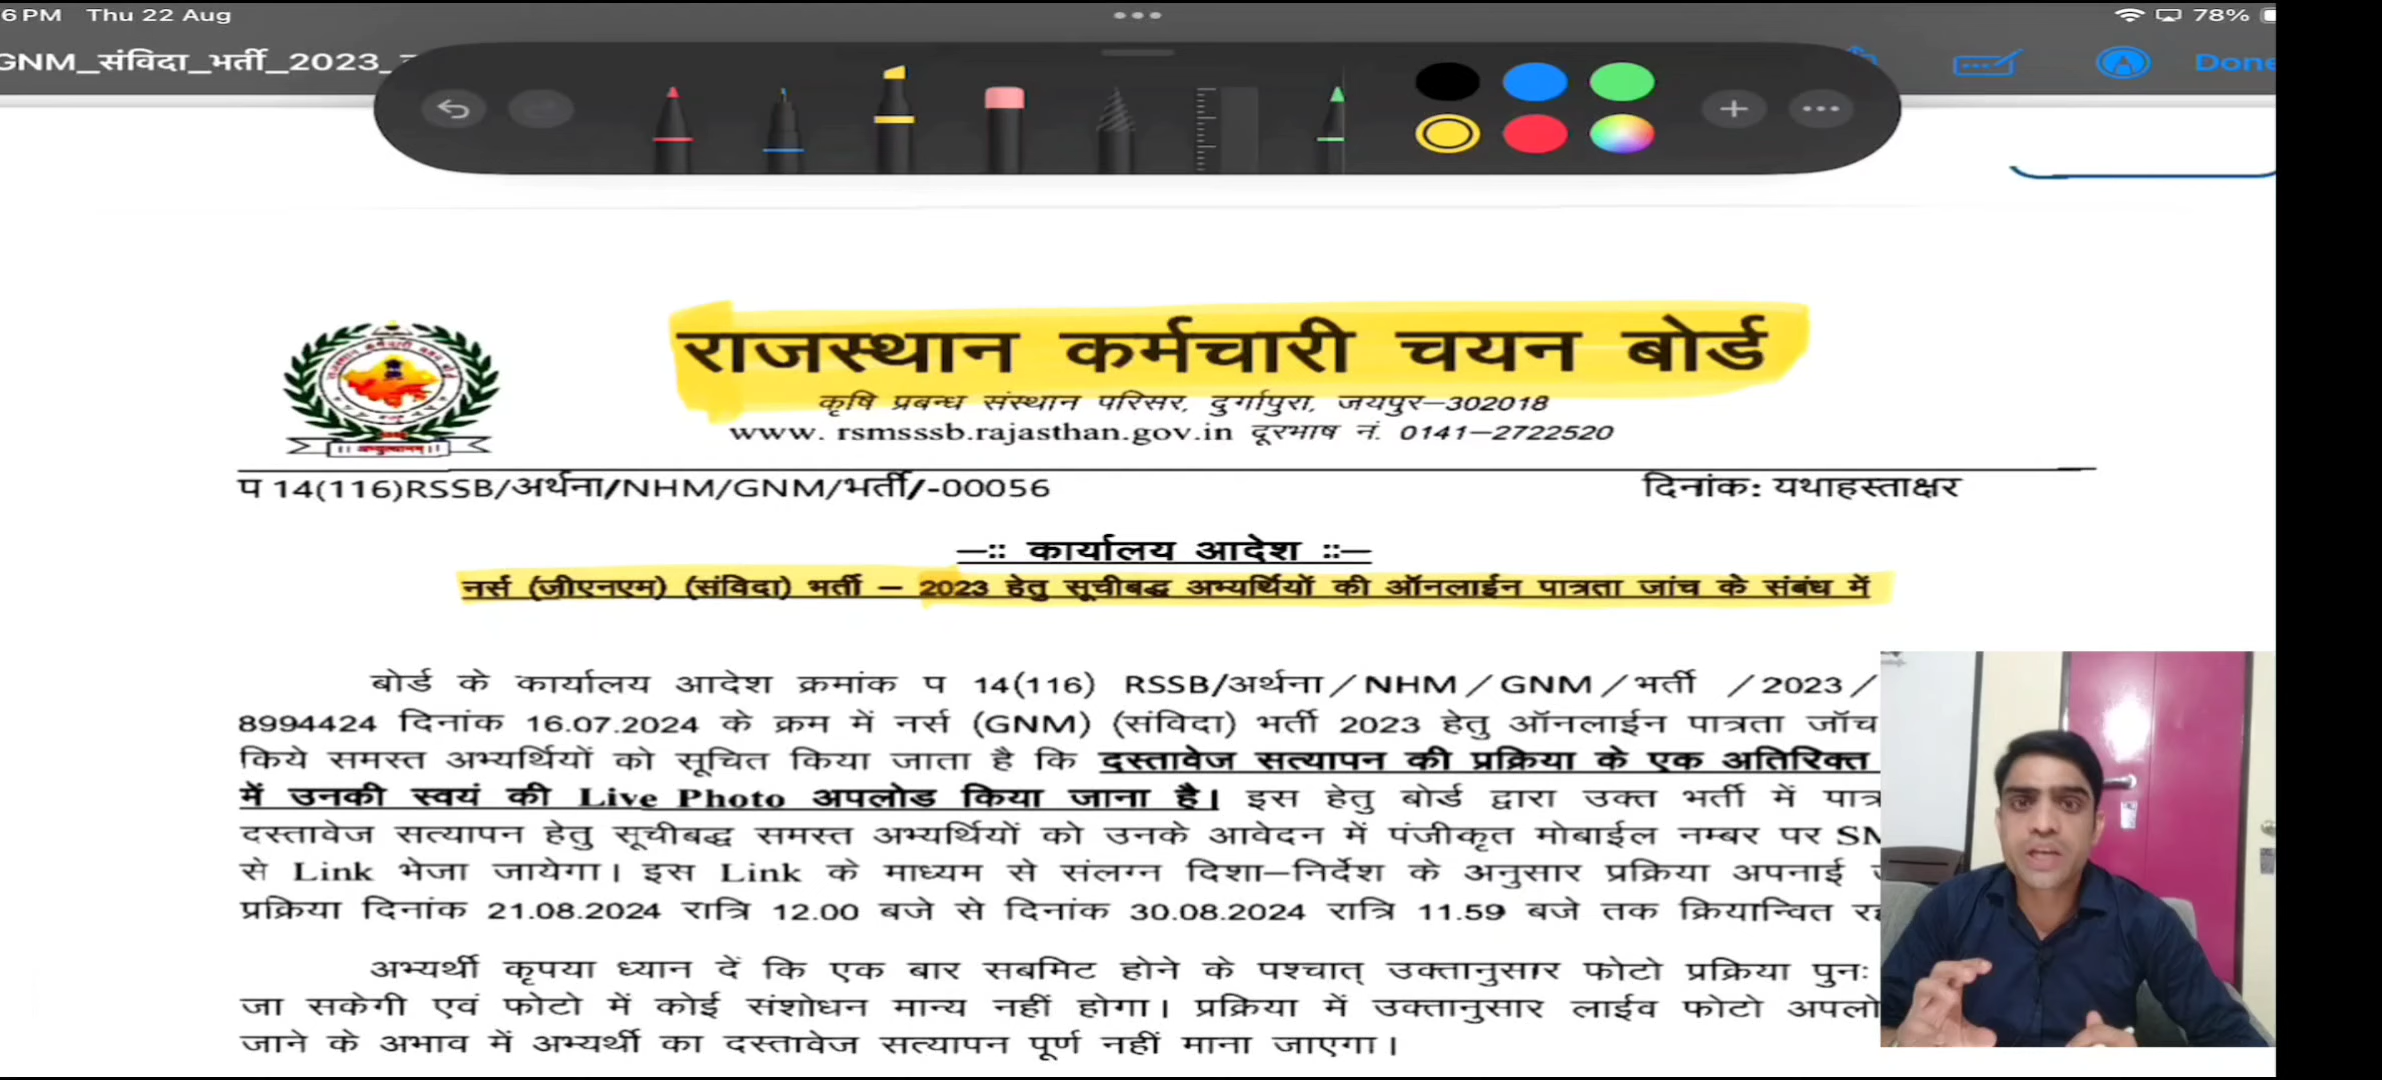 6 PM Thu 22 Aug
78%
GNM_संविदा_भर्ती_2023_
Done
राजस्थान कर्मचारी चयन बोर्ड
कृषि प्रबन्ध संस्थान परिसर, दुर्गापुरा, जयपुर–302018
www. rsmsssb.rajasthan.gov.in दूरभाष नं. 0141–2722520
प 14(116)RSSB/अर्थना/NHM/GNM/भर्ती/-00056
दिनांक: यथाहस्ताक्षर
–:: कार्यालय आदेश ::–
नर्स (जीएनएम) (संविदा) भर्ती – 2023 हेतु सूचीबद्ध अभ्यर्थियों की ऑनलाईन पात्रता जांच के संबंध में
बोर्ड के कार्यालय आदेश क्रमांक प 14(116) RSSB/अर्थना/NHM/GNM/भर्ती /2023/
8994424 दिनांक 16.07.2024 के क्रम में नर्स (GNM) (संविदा) भर्ती 2023 हेतु ऑनलाईन पात्रता जॉच
किये समस्त अभ्यर्थियों को सूचित किया जाता है कि दस्तावेज सत्यापन की प्रक्रिया के एक अतिरिक्त
में उनकी स्वयं की Live Photo अपलोड किया जाना है। इस हेतु बोर्ड द्वारा उक्त भर्ती में पात्र
दस्तावेज सत्यापन हेतु सूचीबद्ध समस्त अभ्यर्थियों को उनके आवेदन में पंजीकृत मोबाईल नम्बर पर
से Link भेजा जायेगा। इस Link के माध्यम से संलग्न दिशा–निर्देश के अनुसार प्रक्रिया अपनाई
प्रक्रिया दिनांक 21.08.2024 रात्रि 12.00 बजे से दिनांक 30.08.2024 रात्रि 11.59 बजे तक क्रियान्वित
अभ्यर्थी कृपया ध्यान दें कि एक बार सबमिट होने के पश्चात् उक्तानुसार फोटो प्रक्रिया पुनः
जा सकेगी एवं फोटो में कोई संशोधन मान्य नहीं होगा। प्रक्रिया में उक्तानुसार लाईव फोटो अपलो
जाने के अभाव में अभ्यर्थी का दस्तावेज सत्यापन पूर्ण नहीं माना जाएगा।